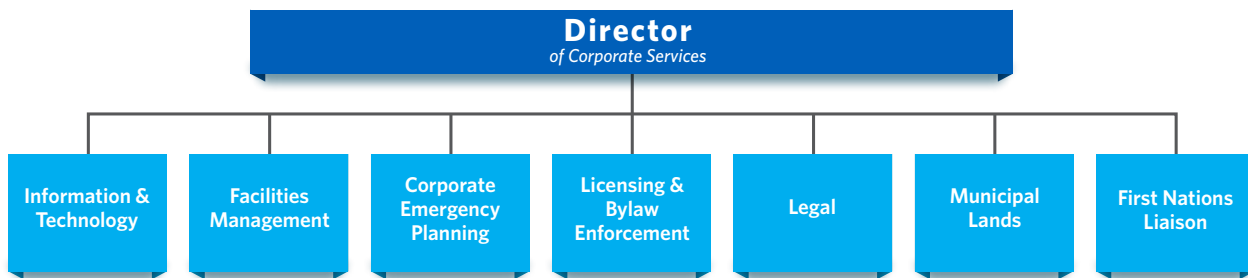 Director
of Corporate Services
Information &
Technology
Facilities
Management
Corporate
Emergency
Planning
Licensing &
Bylaw
Enforcement
Legal
Municipal
Lands
First Nations
Liaison